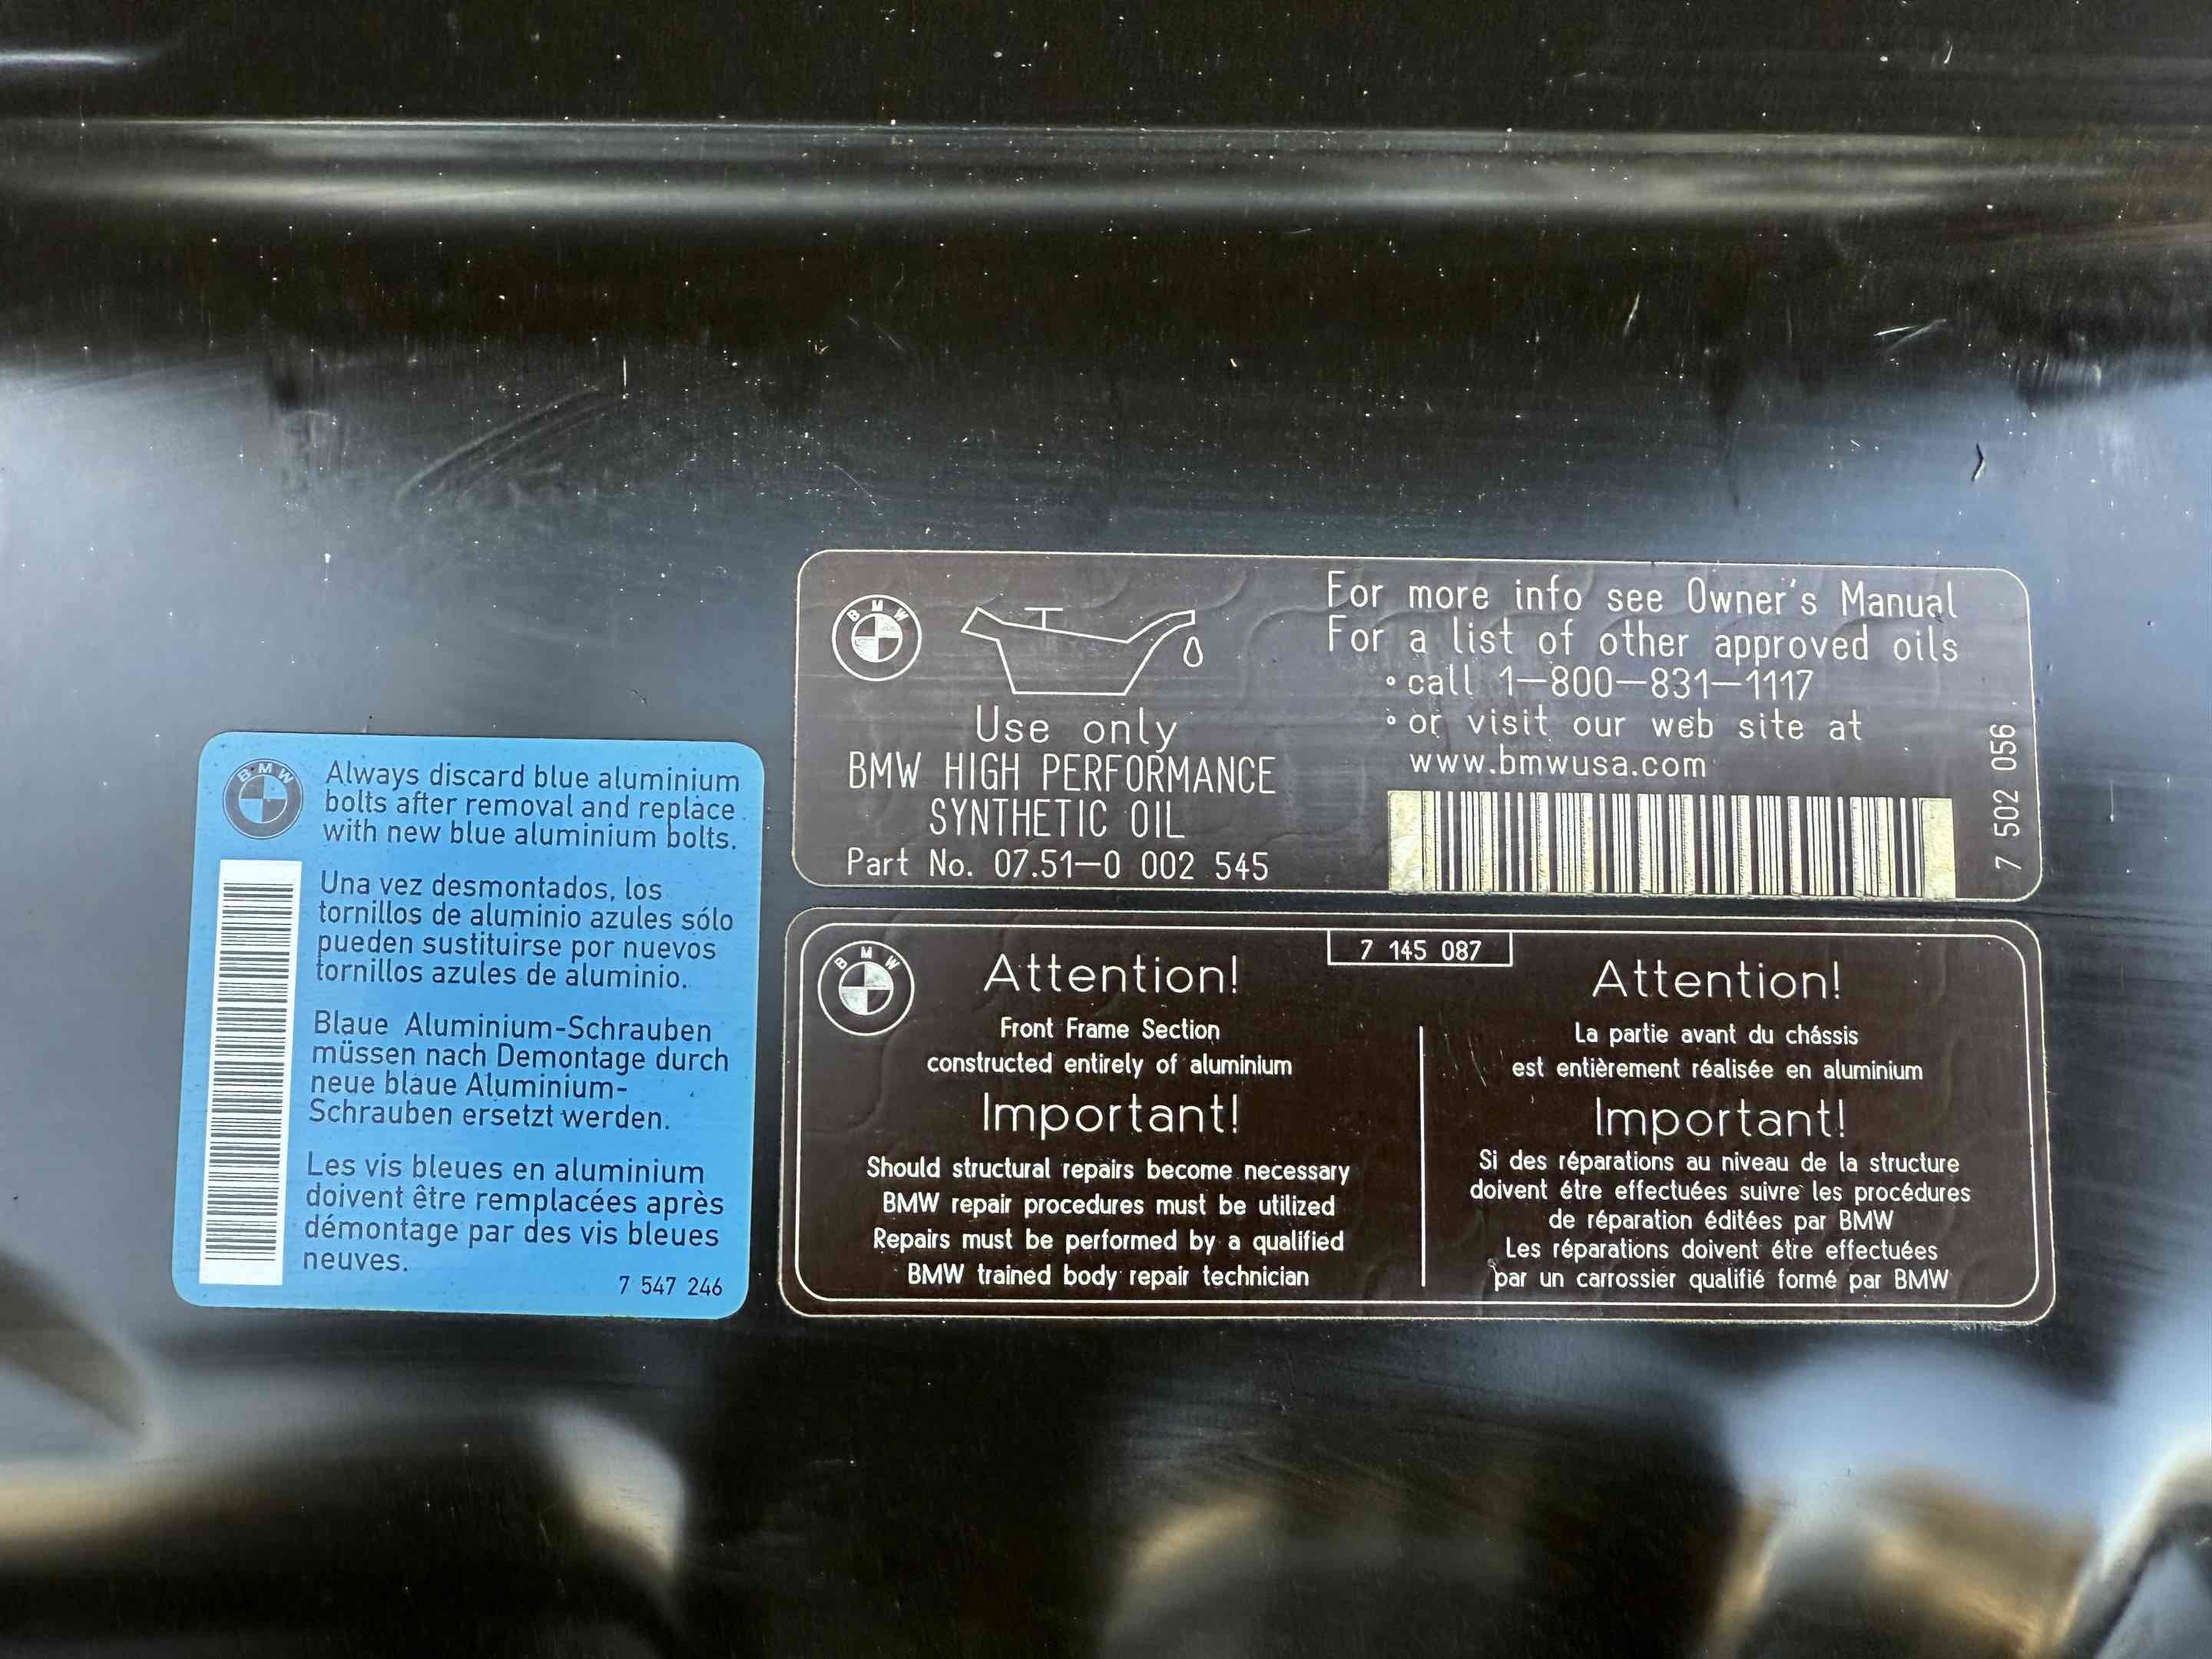 BMW
Always discard blue aluminium
bolts after removal and replace
with new blue aluminium bolts.
Una vez desmontados, los
tornillos de aluminio azules sólo
pueden sustituirse por nuevos
tornillos azules de aluminio.
Blaue Aluminium-Schrauben
müssen nach Demontage durch
neue blaue Aluminium-
Schrauben ersetzt werden.
Les vis bleues en aluminium
doivent être remplacées après
démontage par des vis bleues
neuves.
7 547 246
BMW
Use only
BMW HIGH PERFORMANCE
SYNTHETIC OIL
Part No. 07.51-0 002 545
For more info see Owner's Manual
For a list of other approved oils
• call 1-800-831-1117
• or visit our web site at
www.bmwusa.com
7 502 056
BMW
7 145 087
Attention!
Front Frame Section
constructed entirely of aluminium
Important!
Should structural repairs become necessary
BMW repair procedures must be utilized
Repairs must be performed by a qualified
BMW trained body repair technician
Attention!
La partie avant du châssis
est entièrement réalisée en aluminium
Important!
Si des réparations au niveau de la structure
doivent étre effectuées suivre les procédures
de réparation éditées par BMW
Les réparations doivent étre effectuées
par un carrossier qualifié formé par BMW